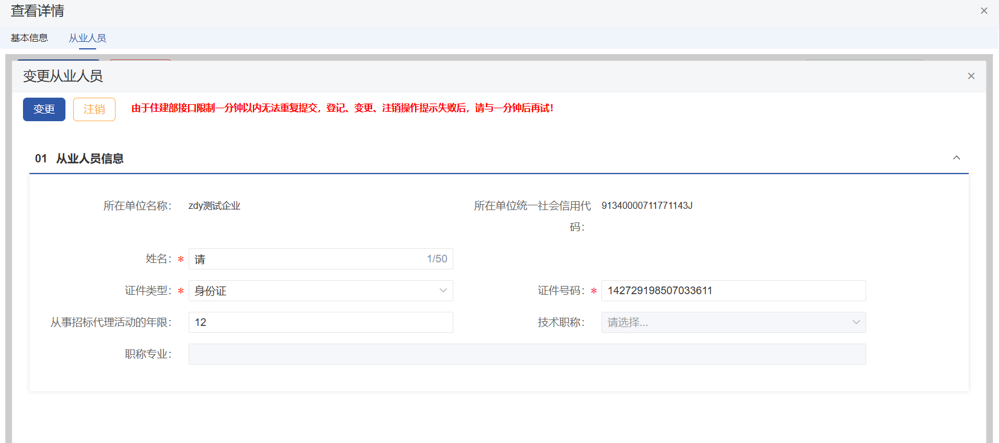 查看详情
基本信息 从业人员
变更从业人员
变更 注销 由于住建部接口限制一分钟以内无法重复提交，登记、变更、注销操作提示失败后，请与一分钟后再试！
01 从业人员信息
所在单位名称： zdy测试企业 所在单位统一社会信用代 91340000711771143J
码：
姓名：* 请 1/50
证件类型：* 身份证 证件号码：* 142729198507033611
从事招标代理活动的年限： 12 技术职称： 请选择...
职称专业：